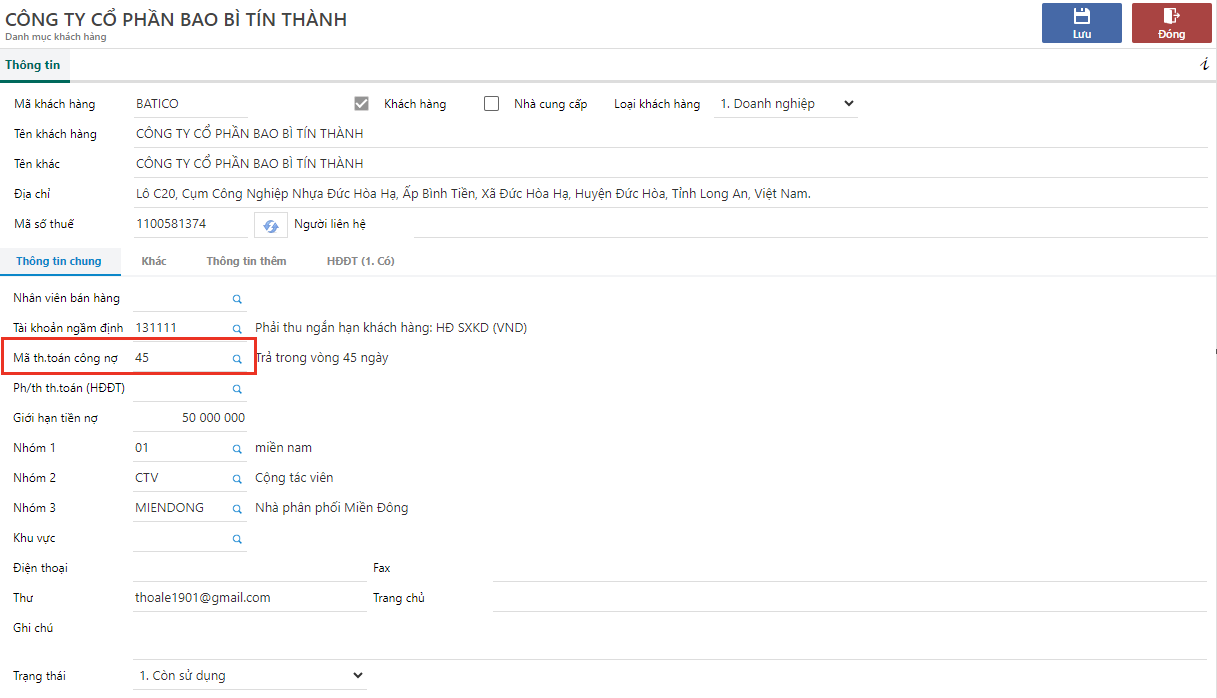 CÔNG TY CỔ PHẦN BAO BÌ TÍN THÀNH
Danh mục khách hàng
Lưu
Đóng
Thông tin
i
Mã khách hàng BATICO Khách hàng Nhà cung cấp Loại khách hàng 1. Doanh nghiệp
Tên khách hàng CÔNG TY CỔ PHẦN BAO BÌ TÍN THÀNH
Tên khác CÔNG TY CỔ PHẦN BAO BÌ TÍN THÀNH
Địa chỉ Lô C20, Cụm Công Nghiệp Nhựa Đức Hòa Hạ, Ấp Bình Tiền, Xã Đức Hòa Hạ, Huyện Đức Hòa, Tỉnh Long An, Việt Nam.
Mã số thuế 1100581374 Người liên hệ
Thông tin chung Khác Thông tin thêm HĐĐT (1. Có)
Nhân viên bán hàng
Tài khoản ngầm định 131111 Phải thu ngắn hạn khách hàng: HĐ SXKD (VND)
Mã th.toán công nợ 45 Trả trong vòng 45 ngày
Ph/th th.toán (HĐĐT)
Giới hạn tiền nợ 50 000 000
Nhóm 1 01 miền nam
Nhóm 2 CTV Cộng tác viên
Nhóm 3 MIENDONG Nhà phân phối Miền Đông
Khu vực
Điện thoại Fax
Thư thoale1901@gmail.com Trang chủ
Ghi chú
Trạng thái 1. Còn sử dụng